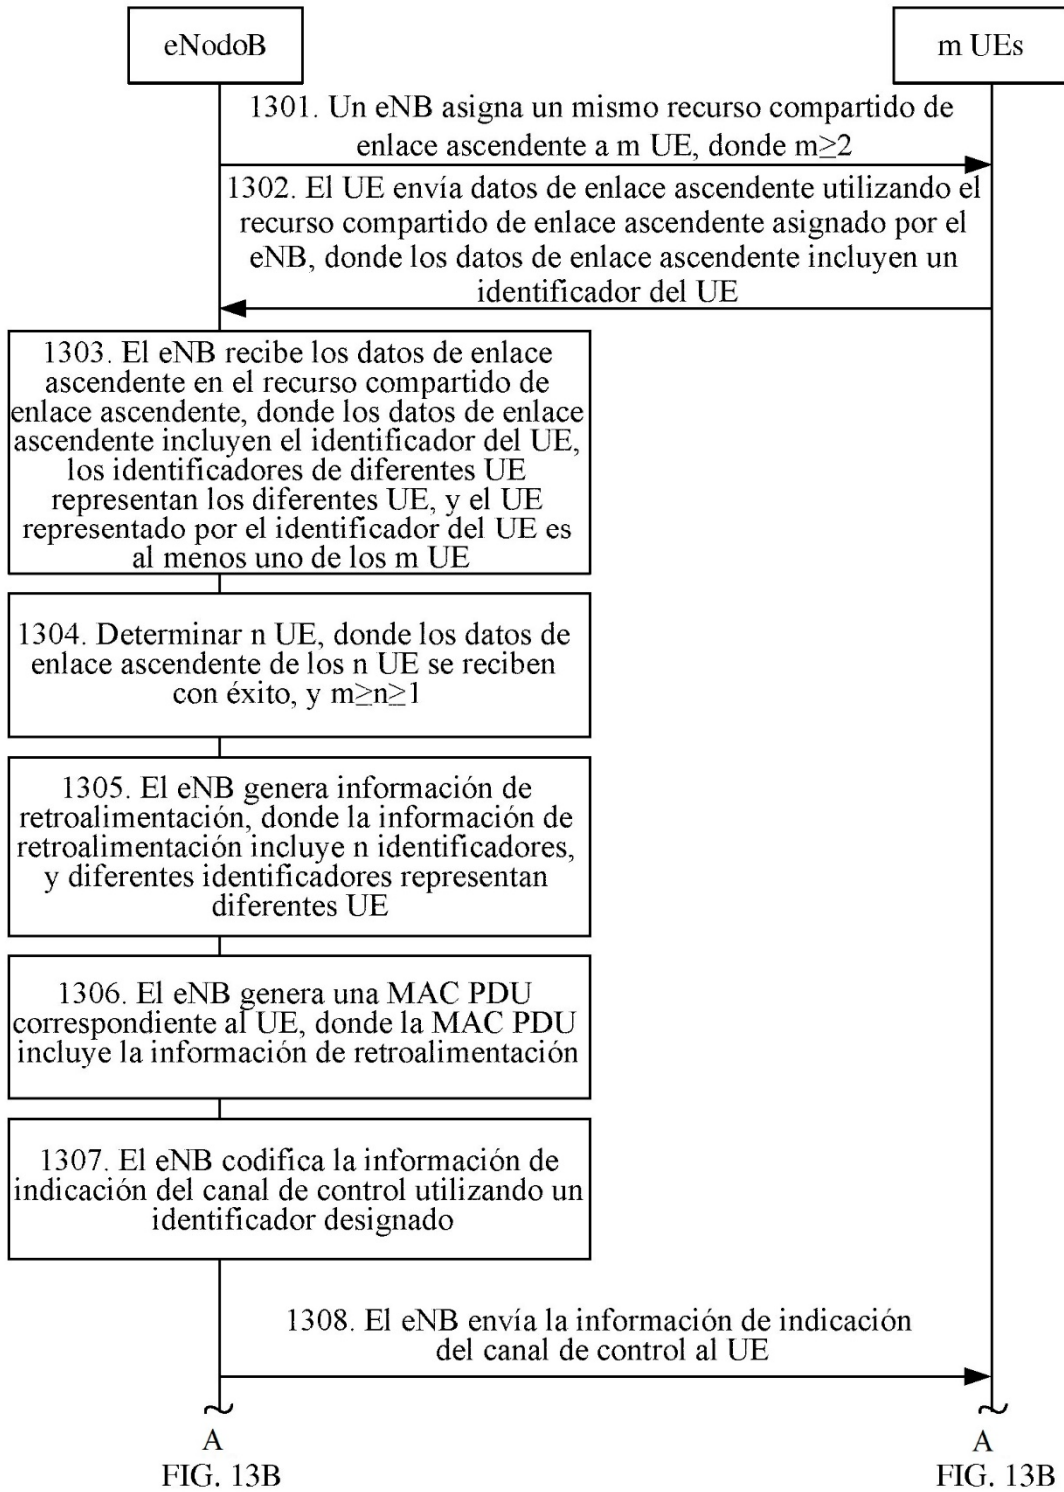 eNodoB
m UEs
1301. Un eNB asigna un mismo recurso compartido de
enlace ascendente a m UE, donde m≥2
1302. El UE envía datos de enlace ascendente utilizando el
recurso compartido de enlace ascendente asignado por el
eNB, donde los datos de enlace ascendente incluyen un
identificador del UE
1303. El eNB recibe los datos de enlace
ascendente en el recurso compartido de
enlace ascendente, donde los datos de enlace
ascendente incluyen el identificador del UE,
los identificadores de diferentes UE
representan los diferentes UE, y el UE
representado por el identificador del UE es
al menos uno de los m UE
1304. Determinar n UE, donde los datos de
enlace ascendente de los n UE se reciben
con éxito, y m≥n≥1
1305. El eNB genera información de
retroalimentación, donde la información de
retroalimentación incluye n identificadores,
y diferentes identificadores representan
diferentes UE
1306. El eNB genera una MAC PDU
correspondiente al UE, donde la MAC PDU
incluye la información de retroalimentación
1307. El eNB codifica la información de
indicación del canal de control utilizando un
identificador designado
1308. El eNB envía la información de indicación
del canal de control al UE
A
FIG. 13B
A
FIG. 13B